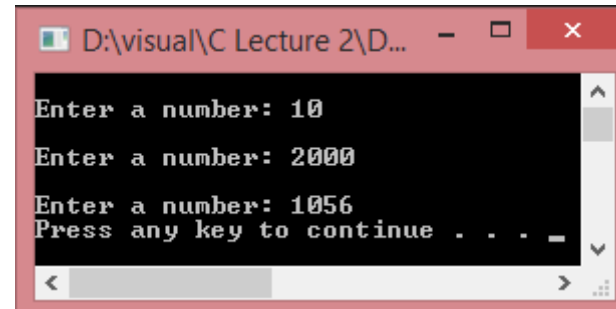 D:\visual\C Lecture 2\D...
Enter a number: 10
Enter a number: 2000
Enter a number: 1056
Press any key to continue . . . _